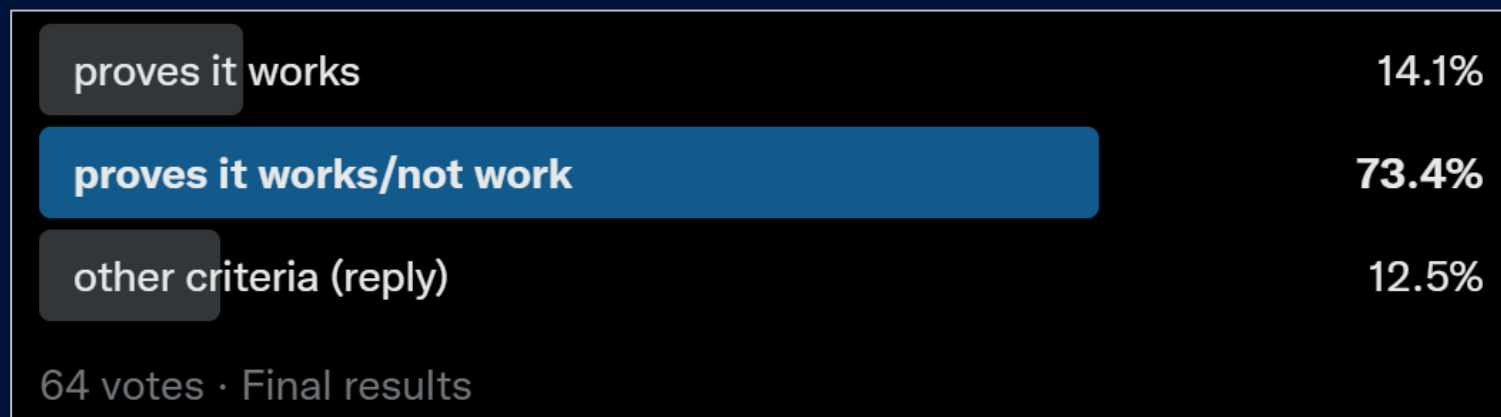 proves it works 14.1%
proves it works/not work 73.4%
other criteria (reply) 12.5%
64 votes · Final results